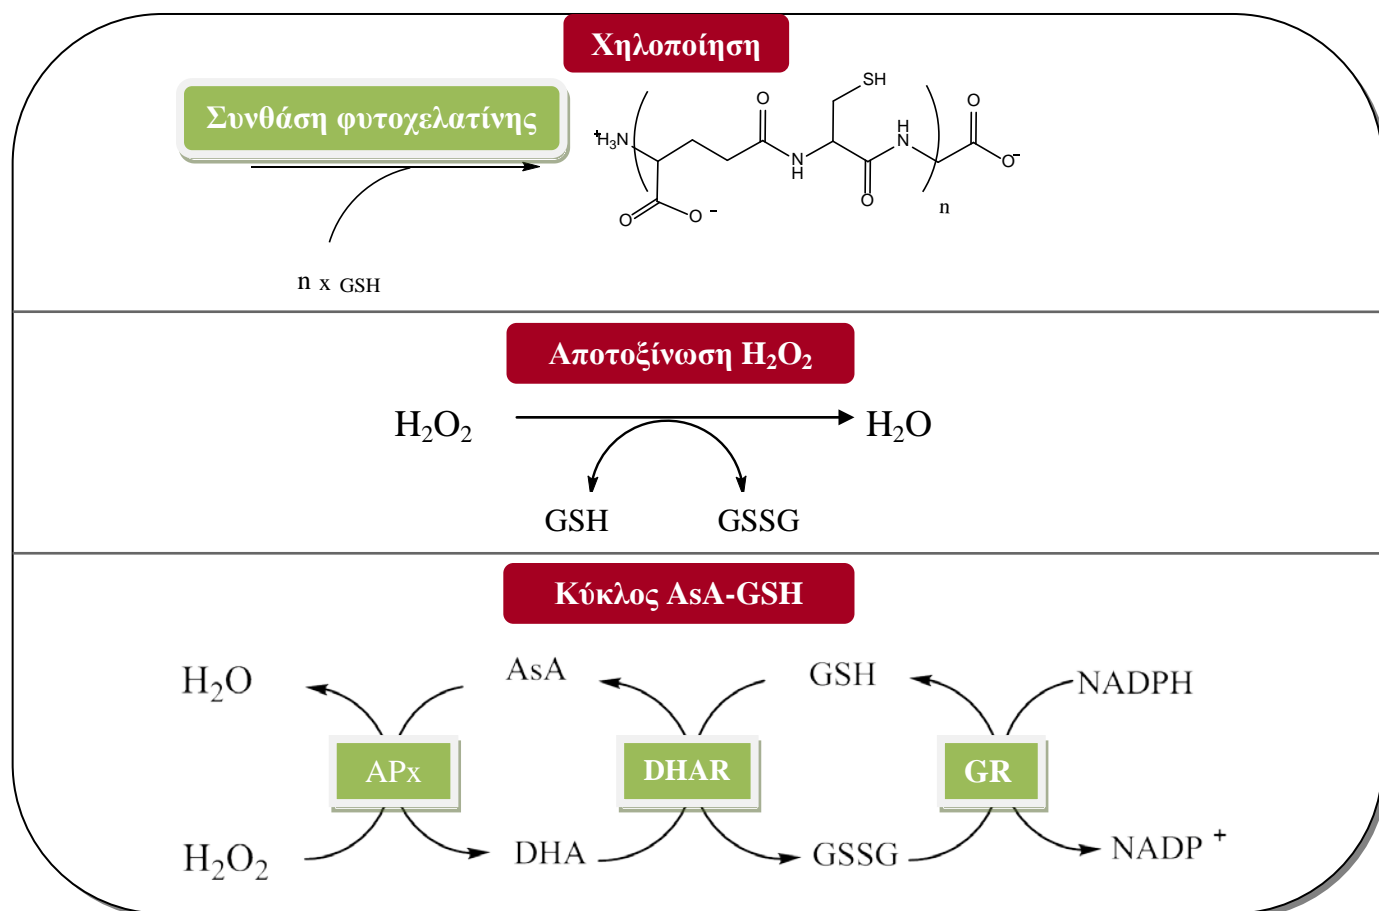 Χηλοποίηση
Συνθάση φυτοχελατίνης
SH
O
O
+H3N
N
H
H
N
O
O-
O
O -
n
n x GSH
Αποτοξίνωση H2O2
H2O2
H2O
GSH
GSSG
Κύκλος AsA-GSH
H2O
AsA
GSH
NADPH
APx
DHAR
GR
H2O2
DHA
GSSG
NADP +